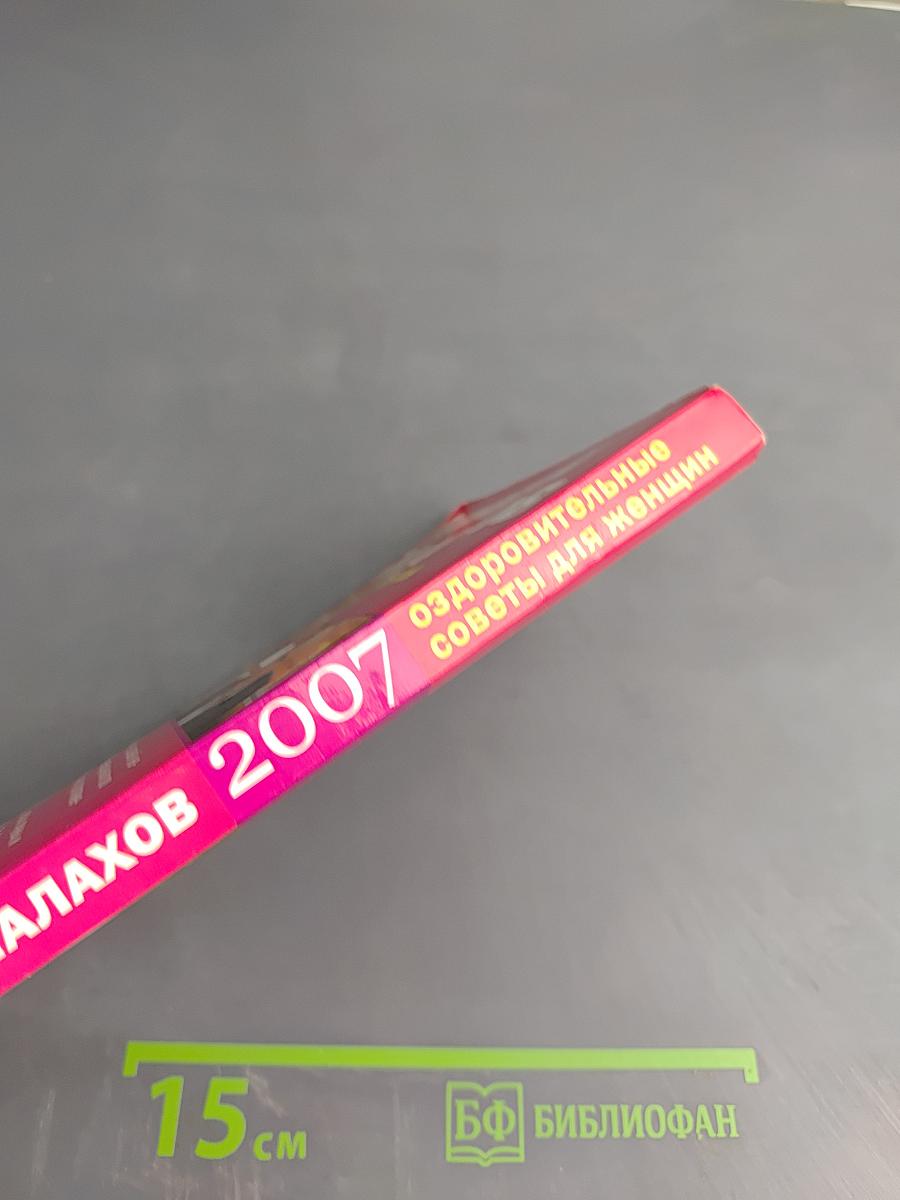 АЛАХОВ
2007
оздоровительные
советы для женщин
15 см
БФ БИБЛИОФАН